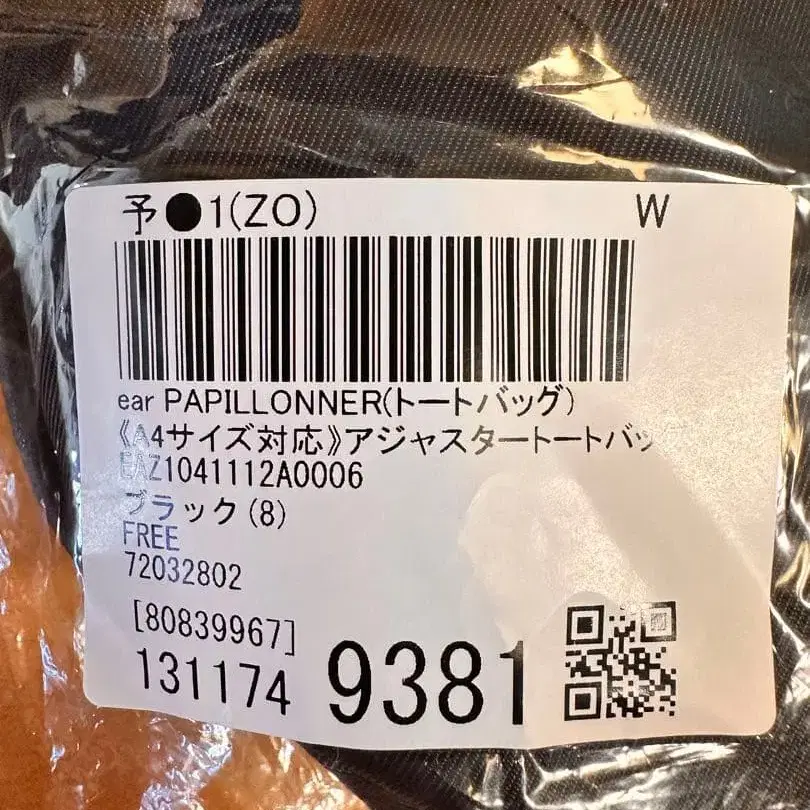 予●1(ZO) W
ear PAPILLONNER(トートバッグ)
《A4サイズ対応》アジャスタートートバッグ
EAZ1041112A0006
ブラック(8)
FREE
72032802
[80839967]
131174 9381